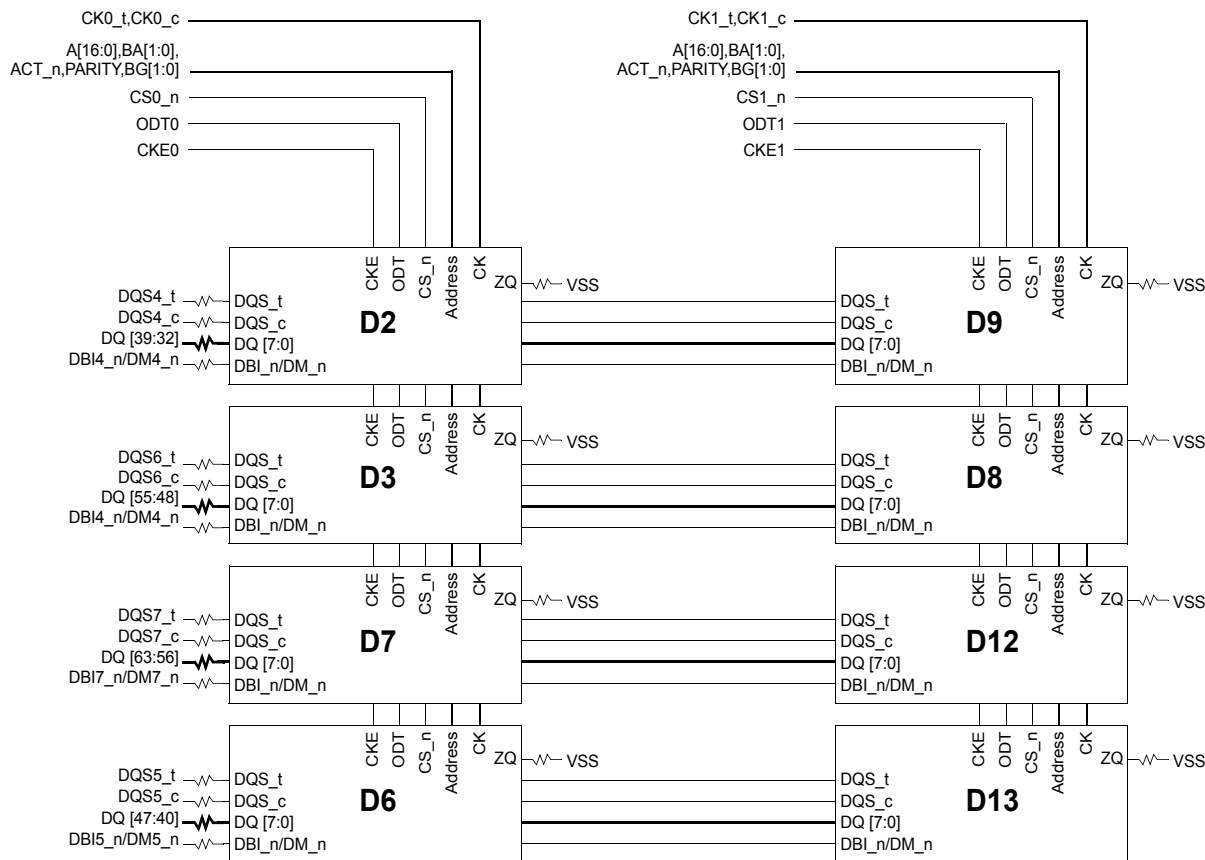 CK0_t,CK0_c
A[16:0],BA[1:0],
ACT_n,PARITY,BG[1:0]
CS0_n
ODT0
CKE0
CK1_t,CK1_c
A[16:0],BA[1:0],
ACT_n,PARITY,BG[1:0]
CS1_n
ODT1
CKE1
DQS4_t
DQS4_c
DQ [39:32]
DBI4_n/DM4_n
CKE
ODT
CS_n
Address
CK
ZQ
VSS
DQS_t
DQS_c
DQ [7:0]
DBI_n/DM_n
D2
CKE
ODT
CS_n
Address
CK
ZQ
VSS
DQS_t
DQS_c
DQ [7:0]
DBI_n/DM_n
D9
DQS6_t
DQS6_c
DQ [55:48]
DBI4_n/DM4_n
CKE
ODT
CS_n
Address
CK
ZQ
VSS
DQS_t
DQS_c
DQ [7:0]
DBI_n/DM_n
D3
CKE
ODT
CS_n
Address
CK
ZQ
VSS
DQS_t
DQS_c
DQ [7:0]
DBI_n/DM_n
D8
DQS7_t
DQS7_c
DQ [63:56]
DBI7_n/DM7_n
CKE
ODT
CS_n
Address
CK
ZQ
VSS
DQS_t
DQS_c
DQ [7:0]
DBI_n/DM_n
D7
CKE
ODT
CS_n
Address
CK
ZQ
VSS
DQS_t
DQS_c
DQ [7:0]
DBI_n/DM_n
D12
DQS5_t
DQS5_c
DQ [47:40]
DBI5_n/DM5_n
CKE
ODT
CS_n
Address
CK
ZQ
VSS
DQS_t
DQS_c
DQ [7:0]
DBI_n/DM_n
D6
CKE
ODT
CS_n
Address
CK
ZQ
VSS
DQS_t
DQS_c
DQ [7:0]
DBI_n/DM_n
D13